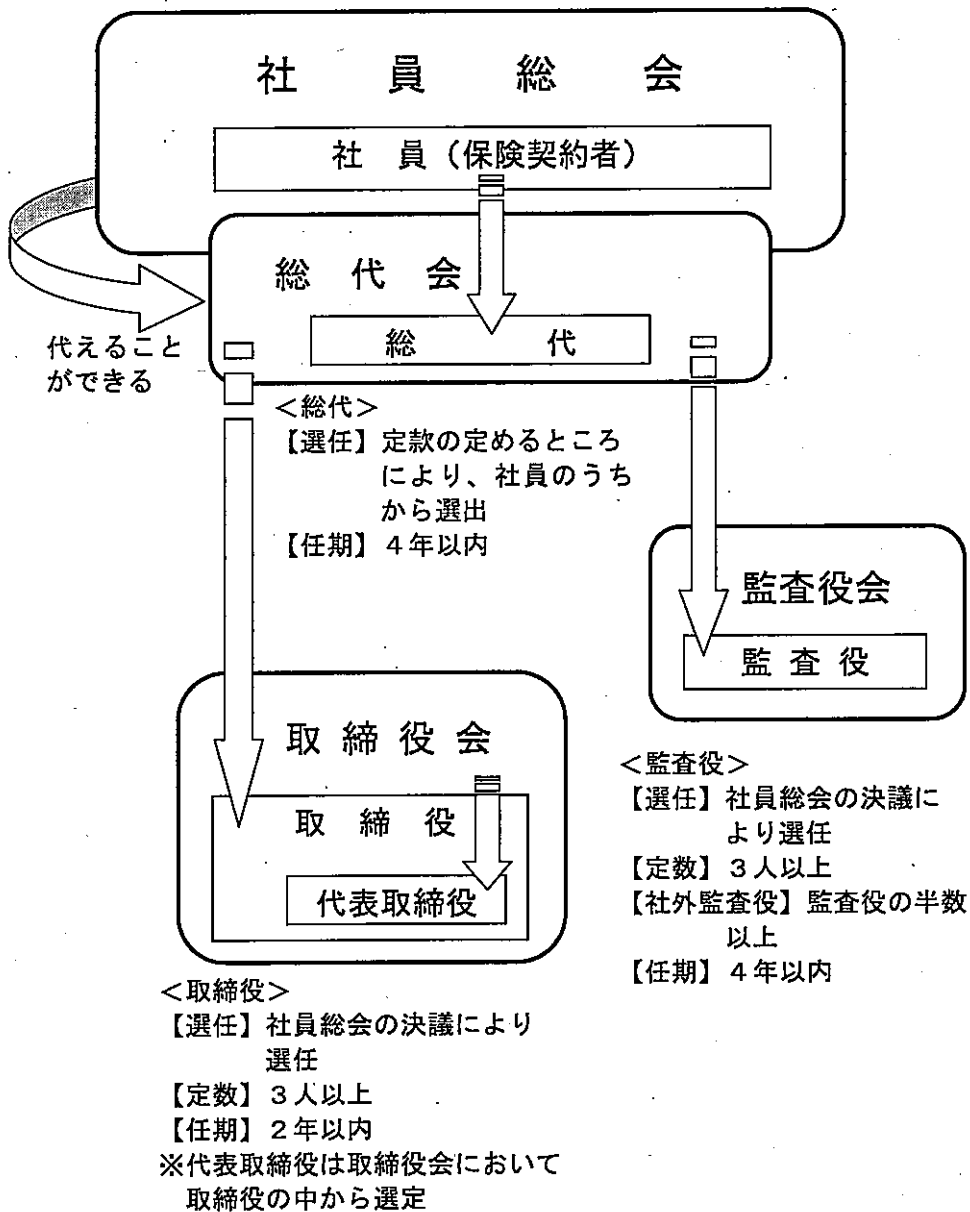 社員総会
社員（保険契約者）
総代会
総代
代えること
ができる
＜総代＞
【選任】定款の定めるところ
により、社員のうち
から選出
【任期】４年以内
監査役会
監査役
＜監査役＞
【選任】社員総会の決議に
より選任
【定数】３人以上
【社外監査役】監査役の半数
以上
【任期】４年以内
取締役会
取締役
代表取締役
＜取締役＞
【選任】社員総会の決議により
選任
【定数】３人以上
【任期】２年以内
※代表取締役は取締役会において
取締役の中から選定